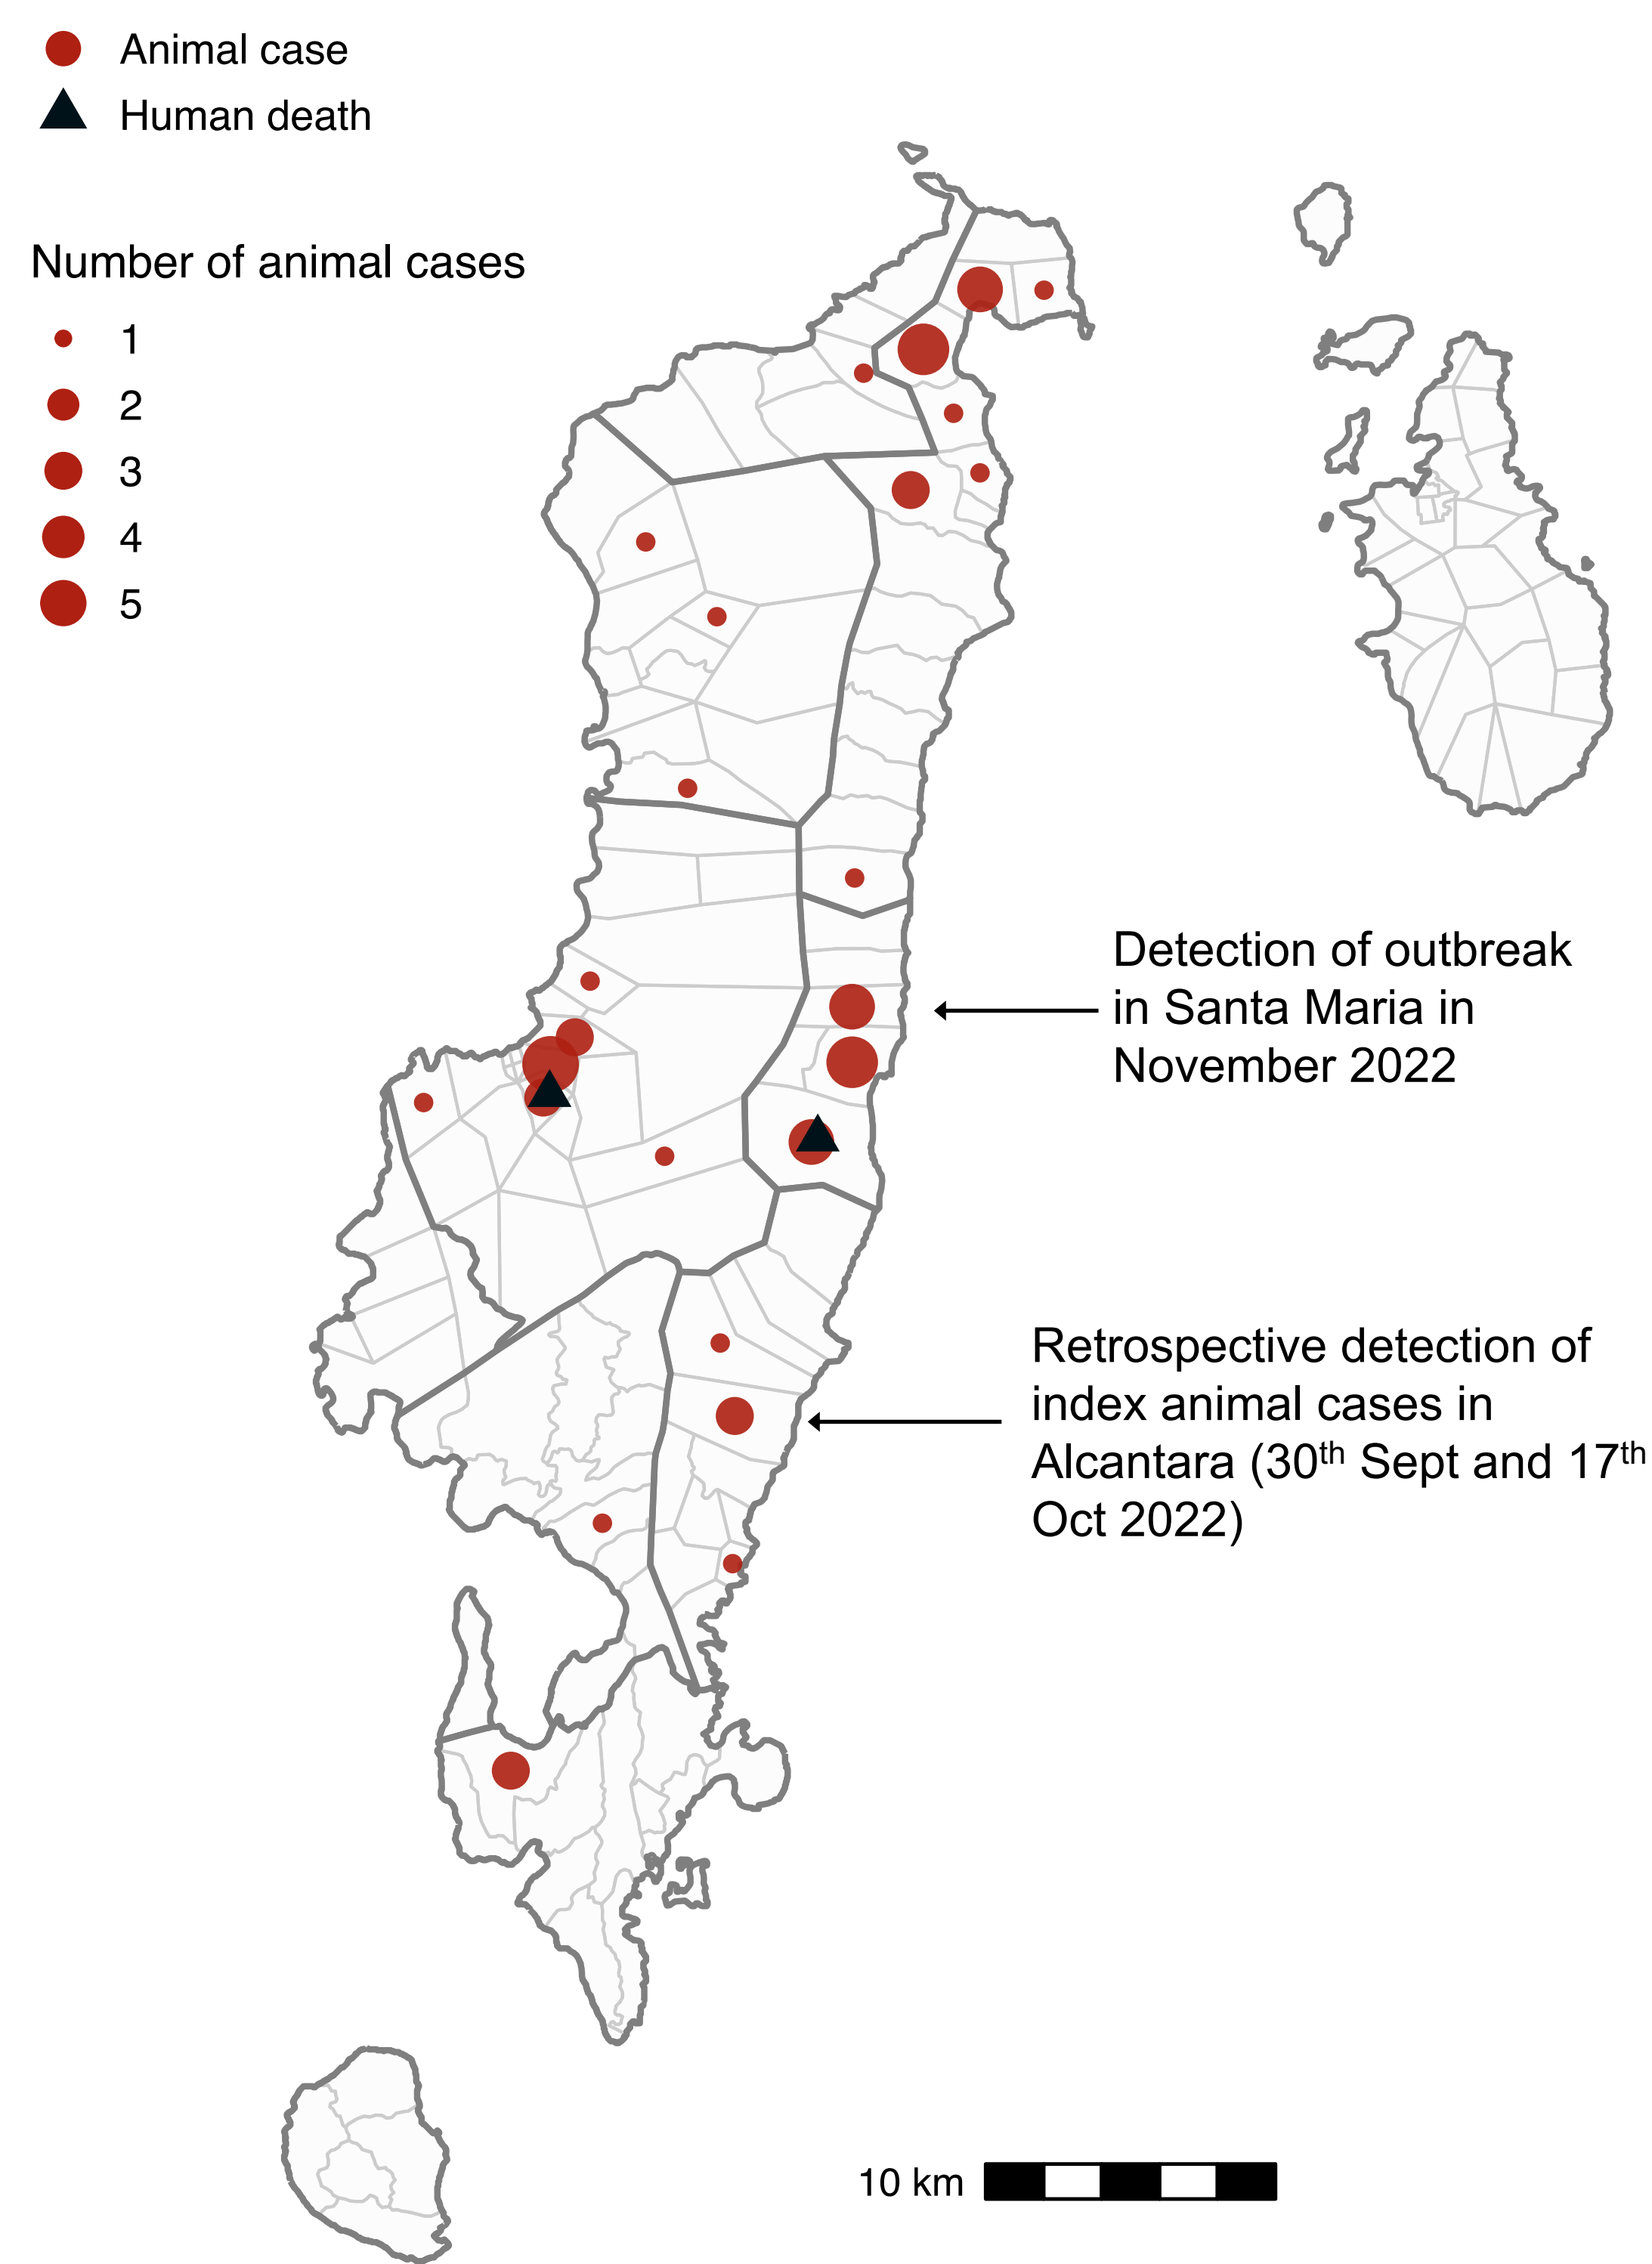 Animal case
Human death
Number of animal cases
1
2
3
4
5
Detection of outbreak
in Santa Maria in
November 2022
Retrospective detection of
index animal cases in
Alcantara (30th Sept and 17th
Oct 2022)
10 km